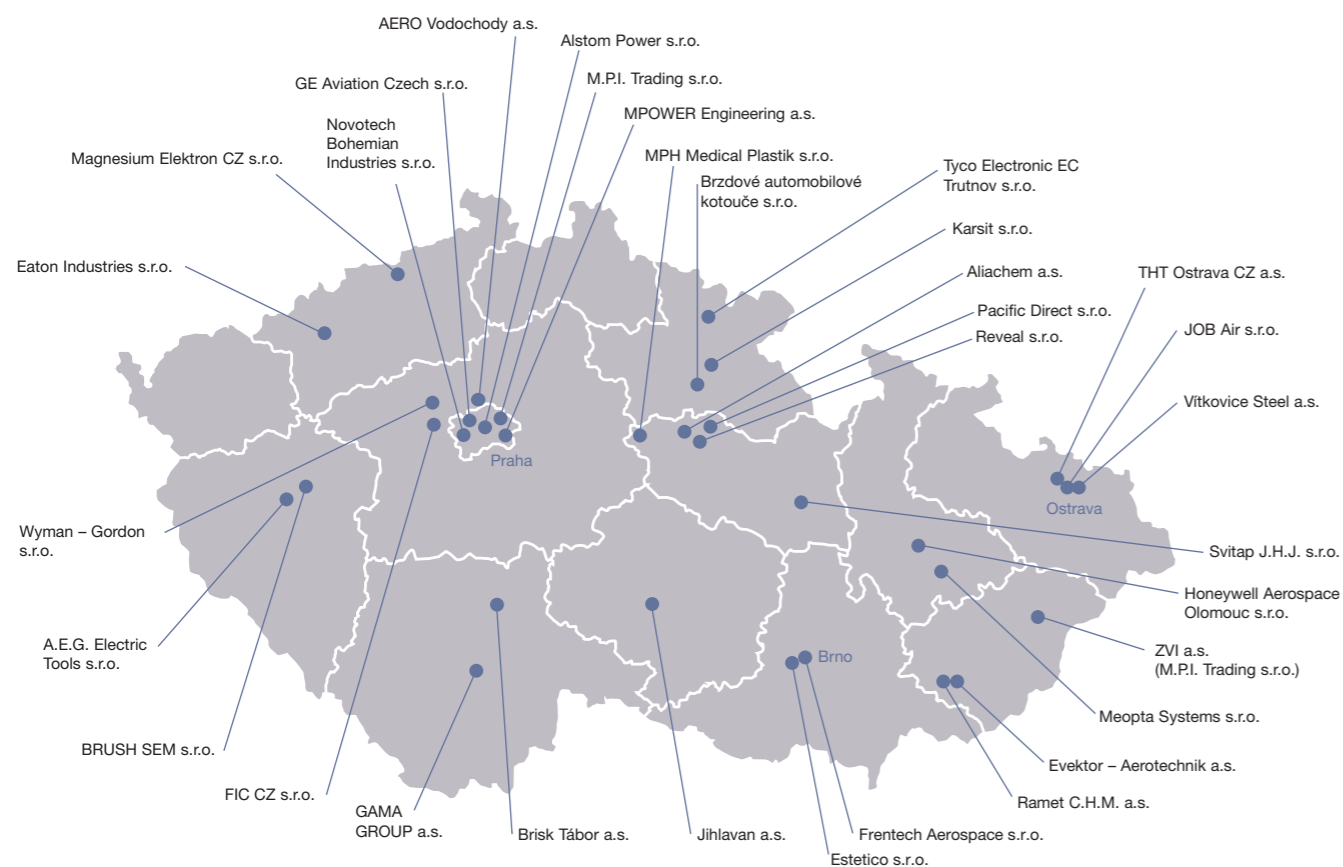 AERO Vodochody a.s.
Alstom Power s.r.o.
GE Aviation Czech s.r.o.
M.P.I. Trading s.r.o.
Novotech
Bohemian
Industries s.r.o.
MPOWER Engineering a.s.
Magnesium Elektron CZ s.r.o.
MPH Medical Plastik s.r.o.
Brzdové automobilové
kotouče s.r.o.
Tyco Electronic EC
Trutnov s.r.o.
Karsit s.r.o.
Eaton Industries s.r.o.
Aliachem a.s.
THT Ostrava CZ a.s.
Pacific Direct s.r.o.
JOB Air s.r.o.
Reveal s.r.o.
Vítkovice Steel a.s.
Praha
Ostrava
Wyman – Gordon
s.r.o.
Svitap J.H.J. s.r.o.
Honeywell Aerospace
Olomouc s.r.o.
A.E.G. Electric
Tools s.r.o.
Brno
ZVI a.s.
(M.P.I. Trading s.r.o.)
Meopta Systems s.r.o.
BRUSH SEM s.r.o.
Evektor – Aerotechnik a.s.
FIC CZ s.r.o.
Ramet C.H.M. a.s.
GAMA
GROUP a.s.
Brisk Tábor a.s.
Jihlavan a.s.
Frentech Aerospace s.r.o.
Estetico s.r.o.